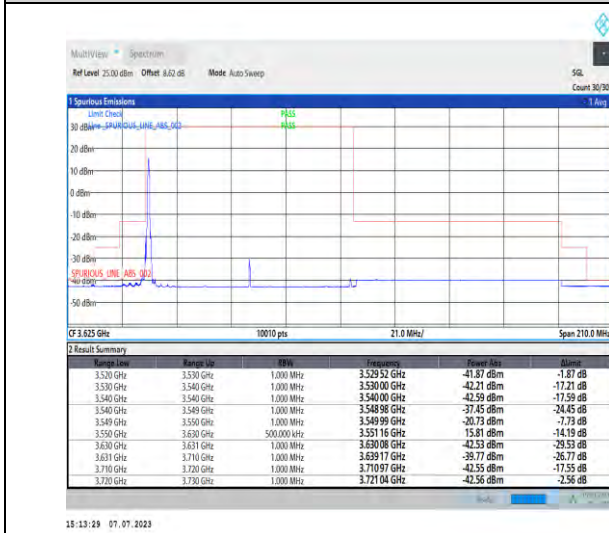 MultiView Spectrum
Ref Level 25.00 dBm Offset 8.62 dB Mode Auto Sweep SGL
Count 30/30
1 Spurious Emissions 1 Avg
Limit Check PASS
Line _SPURIOUS_LINE_ABS_002 PASS
30 dBm
20 dBm
10 dBm
0 dBm
-10 dBm
-20 dBm
-30 dBm
SPURIOUS_LINE_ABS_002
-40 dBm
-50 dBm
CF 3.625 GHz 10010 pts 21.0 MHz/ Span 210.0 MHz
2 Result Summary
Range Low Range Up RBW Frequency Power Abs ΔLimit
3.520 GHz 3.530 GHz 1.000 MHz 3.529 52 GHz -41.87 dBm -1.87 dB
3.530 GHz 3.540 GHz 1.000 MHz 3.530 00 GHz -42.21 dBm -17.21 dB
3.540 GHz 3.540 GHz 1.000 MHz 3.540 00 GHz -42.59 dBm -17.59 dB
3.540 GHz 3.549 GHz 1.000 MHz 3.548 98 GHz -37.45 dBm -24.45 dB
3.549 GHz 3.550 GHz 1.000 MHz 3.549 99 GHz -20.73 dBm -7.73 dB
3.550 GHz 3.630 GHz 500.000 kHz 3.551 16 GHz 15.81 dBm -14.19 dB
3.630 GHz 3.631 GHz 1.000 MHz 3.630 08 GHz -42.53 dBm -29.53 dB
3.631 GHz 3.710 GHz 1.000 MHz 3.639 17 GHz -39.77 dBm -26.77 dB
3.710 GHz 3.720 GHz 1.000 MHz 3.710 97 GHz -42.55 dBm -17.55 dB
3.720 GHz 3.730 GHz 1.000 MHz 3.721 04 GHz -42.56 dBm -2.56 dB
Ready
15:13:29 07.07.2023